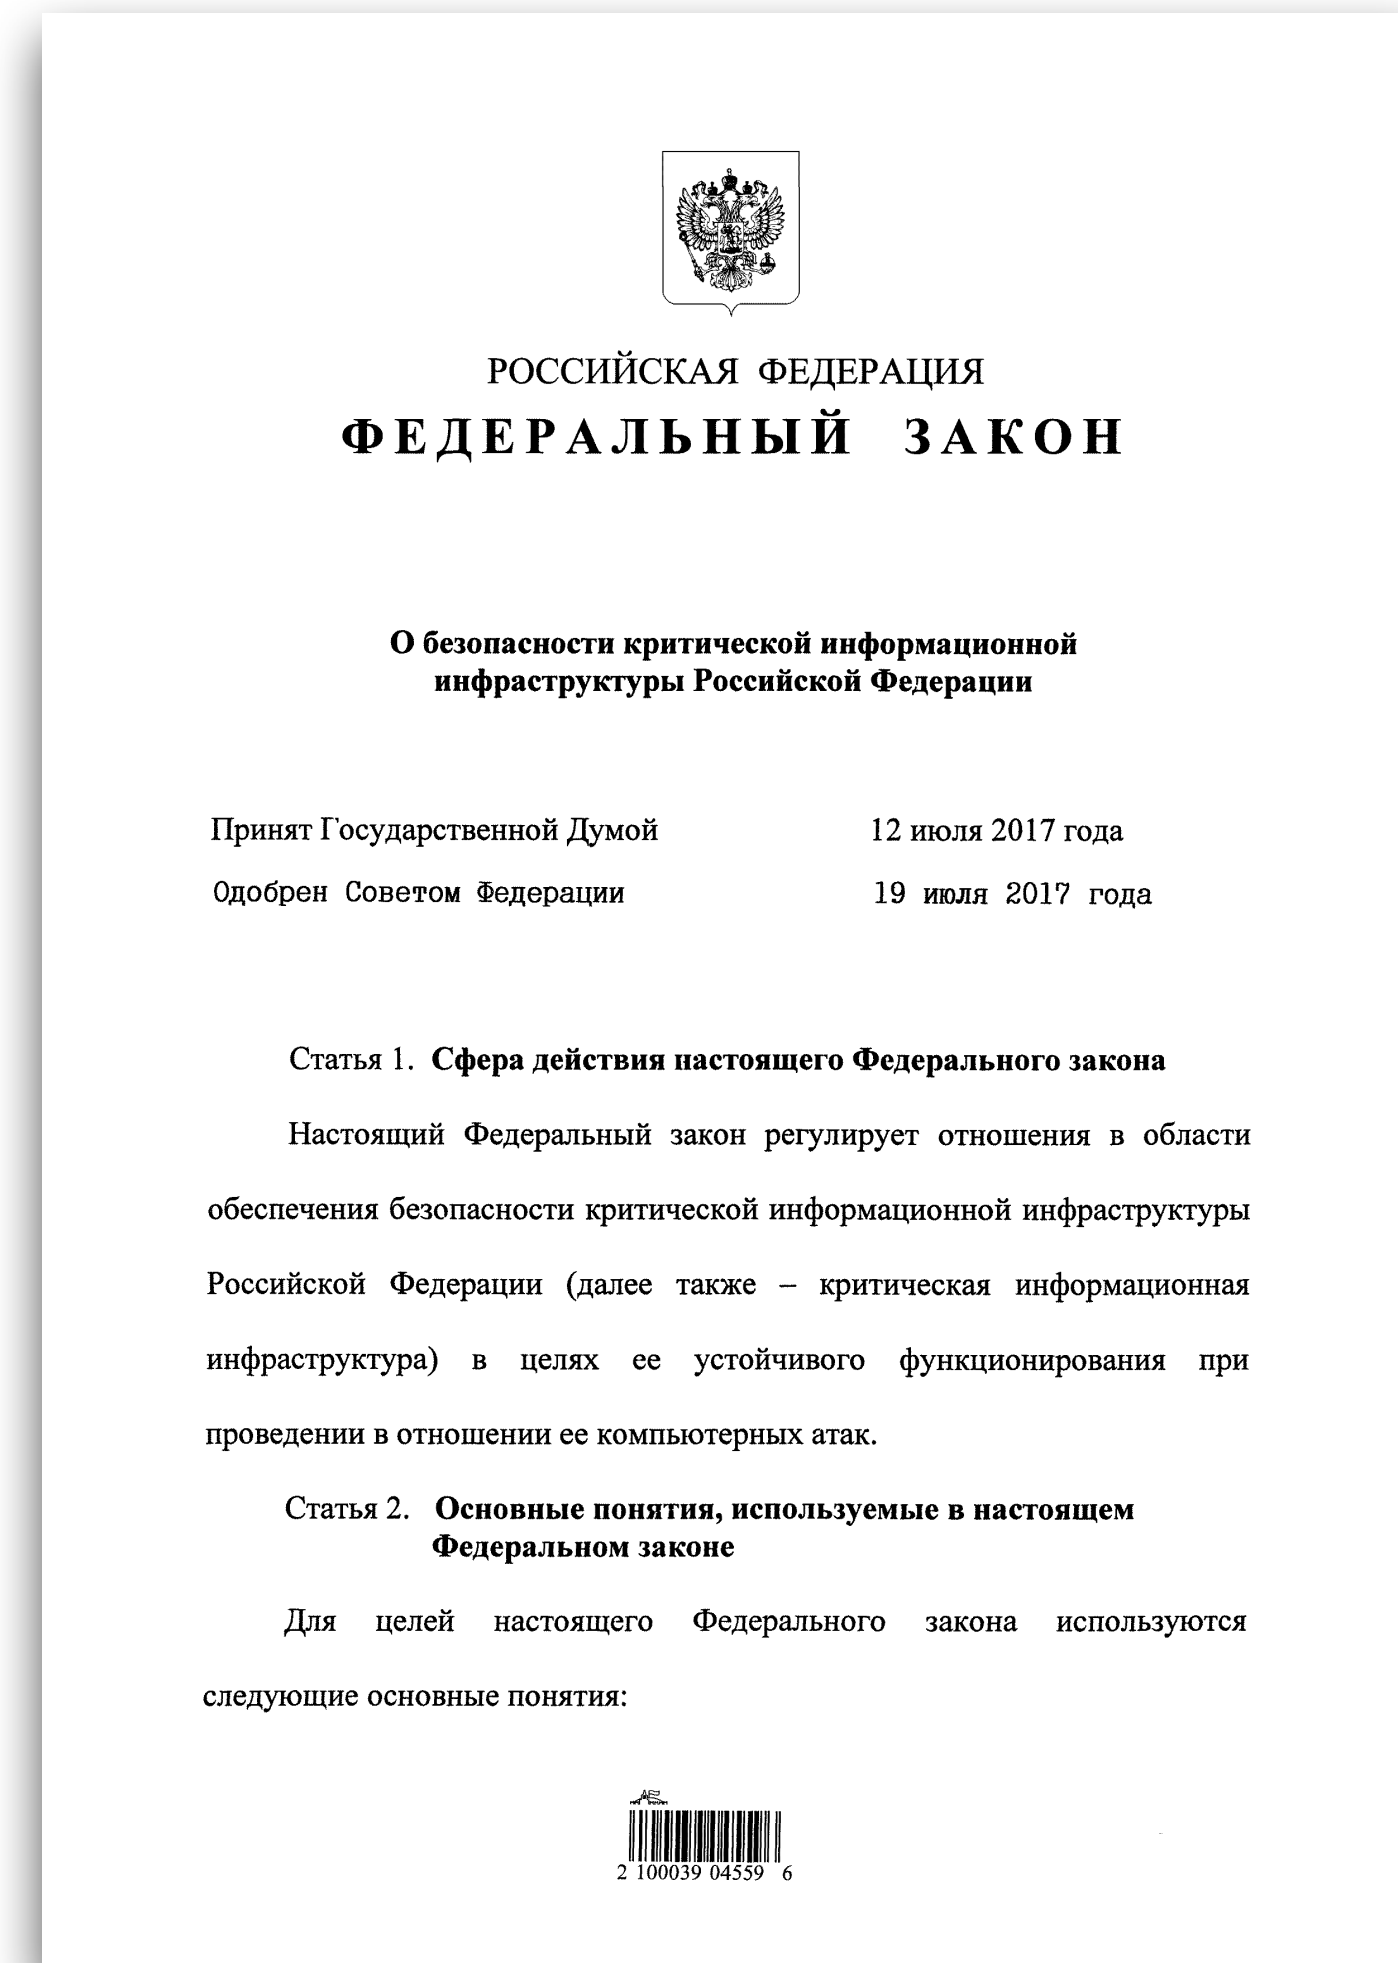 РОССИЙСКАЯ ФЕДЕРАЦИЯ
ФЕДЕРАЛЬНЫЙ ЗАКОН
О безопасности критической информационной
инфраструктуры Российской Федерации
Принят Государственной Думой 12 июля 2017 года
Одобрен Советом Федерации 19 июля 2017 года
Статья 1. Сфера действия настоящего Федерального закона
Настоящий Федеральный закон регулирует отношения в области
обеспечения безопасности критической информационной инфраструктуры
Российской Федерации (далее также – критическая информационная
инфраструктура) в целях ее устойчивого функционирования при
проведении в отношении ее компьютерных атак.
Статья 2. Основные понятия, используемые в настоящем
Федеральном законе
Для целей настоящего Федерального закона используются
следующие основные понятия:
2 100039 04559 6